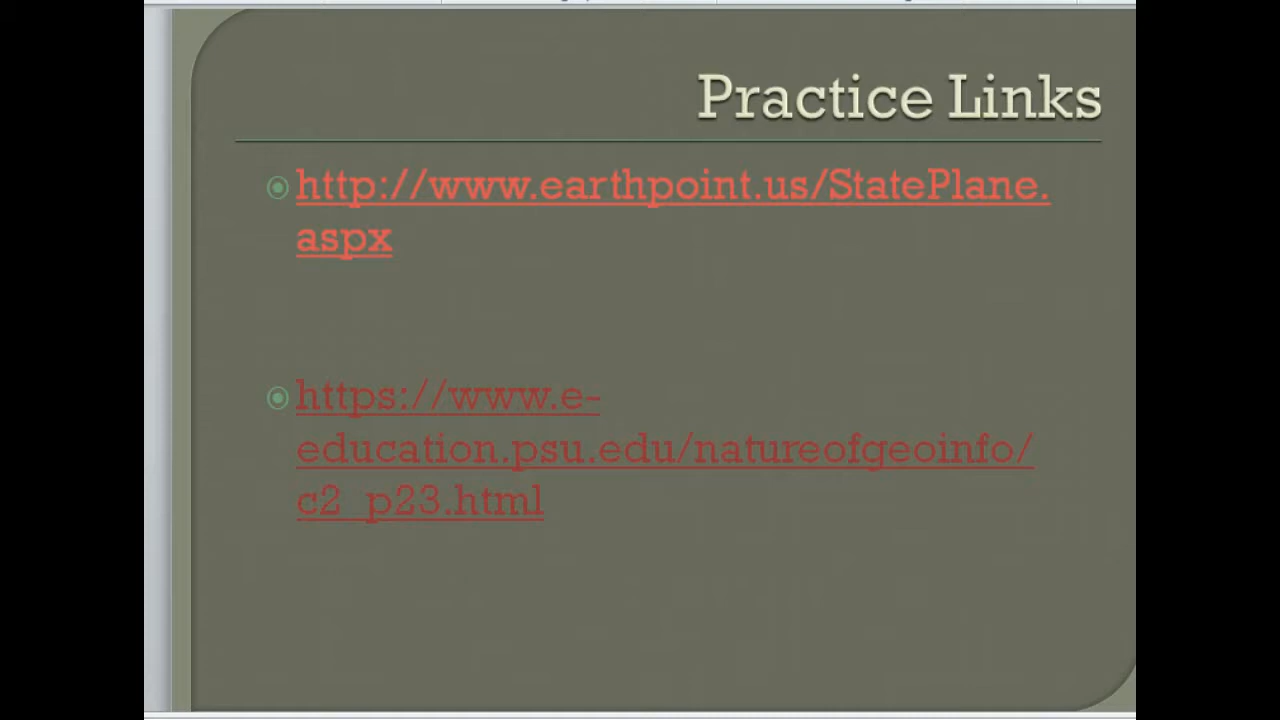 Practice Links
http://www.earthpoint.us/StatePlane.
aspx
https://www.e-
education.psu.edu/natureofgeoinfo/
c2_p23.html